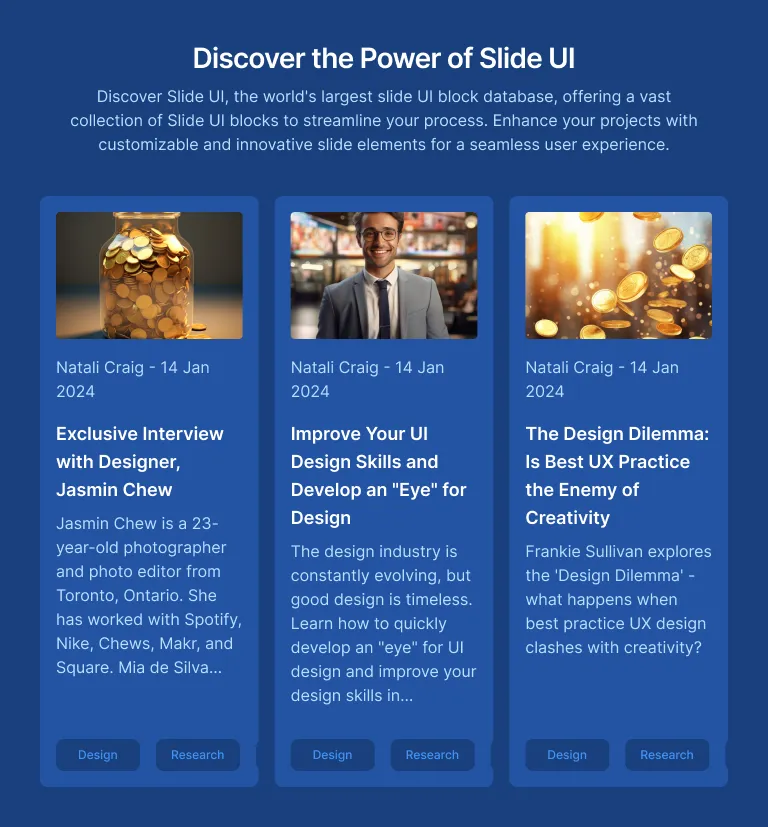 Discover the Power of Slide UI
Discover Slide UI, the world's largest slide UI block database, offering a vast
collection of Slide UI blocks to streamline your process. Enhance your projects with
customizable and innovative slide elements for a seamless user experience.
Natali Craig - 14 Jan
2024
Exclusive Interview
with Designer,
Jasmin Chew
Jasmin Chew is a 23-
year-old photographer
and photo editor from
Toronto, Ontario. She
has worked with Spotify,
Nike, Chews, Makr, and
Square. Mia de Silva...
Design
Research
Natali Craig - 14 Jan
2024
Improve Your UI
Design Skills and
Develop an "Eye" for
Design
The design industry is
constantly evolving, but
good design is timeless.
Learn how to quickly
develop an "eye" for UI
design and improve your
design skills in...
Design
Research
Natali Craig - 14 Jan
2024
The Design Dilemma:
Is Best UX Practice
the Enemy of
Creativity
Frankie Sullivan explores
the 'Design Dilemma' -
what happens when
best practice UX design
clashes with creativity?
Design
Research